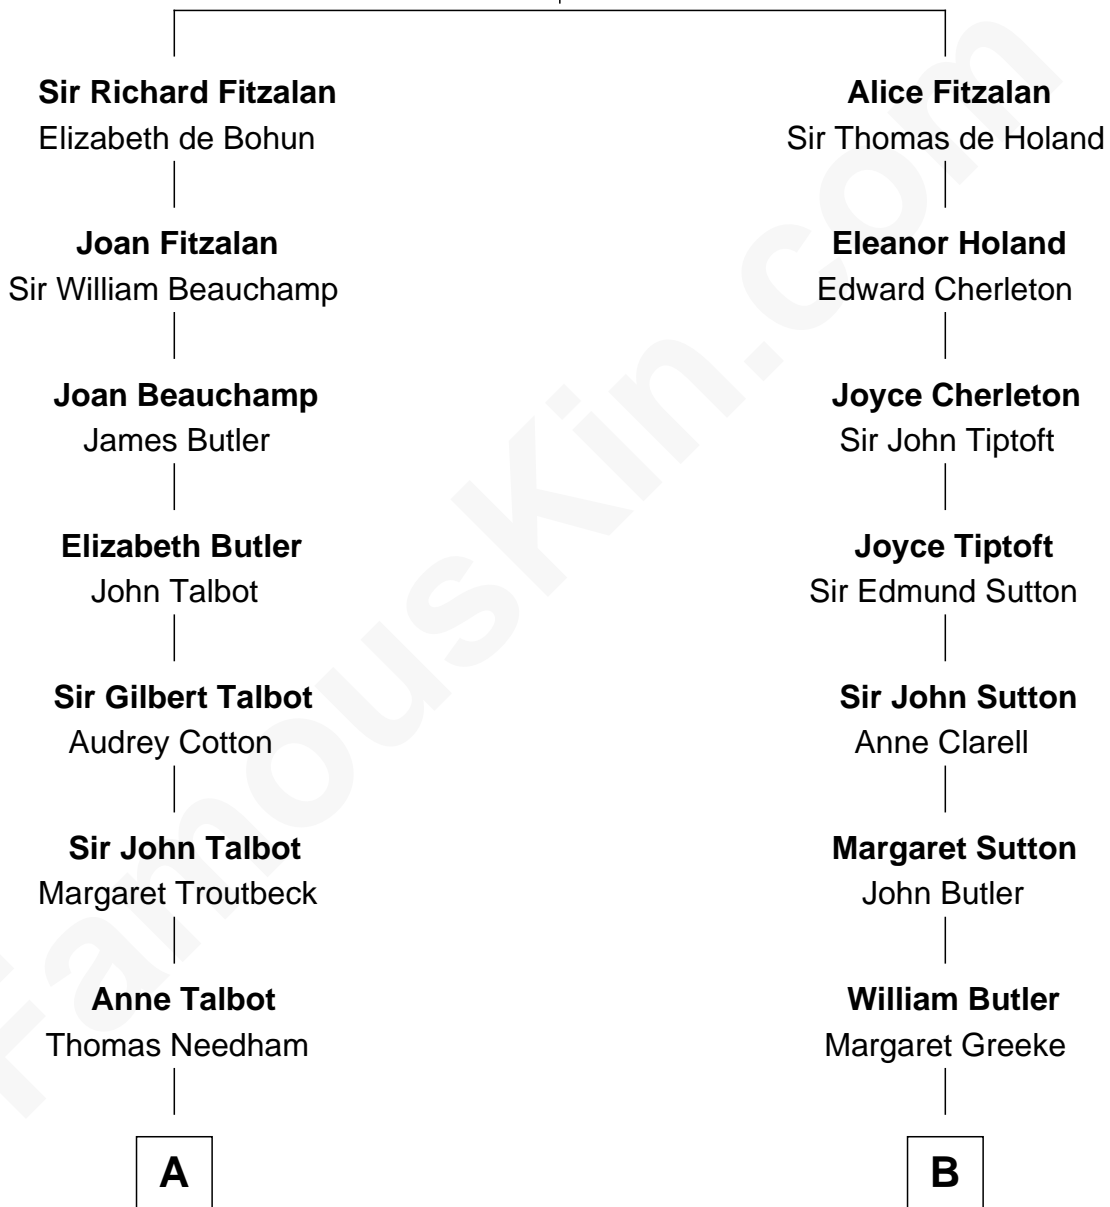 Sir Richard Fitzalan
Elizabeth de Bohun
Joan Fitzalan
Sir William Beauchamp
Joan Beauchamp
James Butler
Elizabeth Butler
John Talbot
Sir Gilbert Talbot
Audrey Cotton
Sir John Talbot
Margaret Troutbeck
Anne Talbot
Thomas Needham
A
Alice Fitzalan
Sir Thomas de Holand
Eleanor Holand
Edward Cherleton
Joyce Cherleton
Sir John Tiptoft
Joyce Tiptoft
Sir Edmund Sutton
Sir John Sutton
Anne Clarell
Margaret Sutton
John Butler
William Butler
Margaret Greeke
B
FamousKin.com